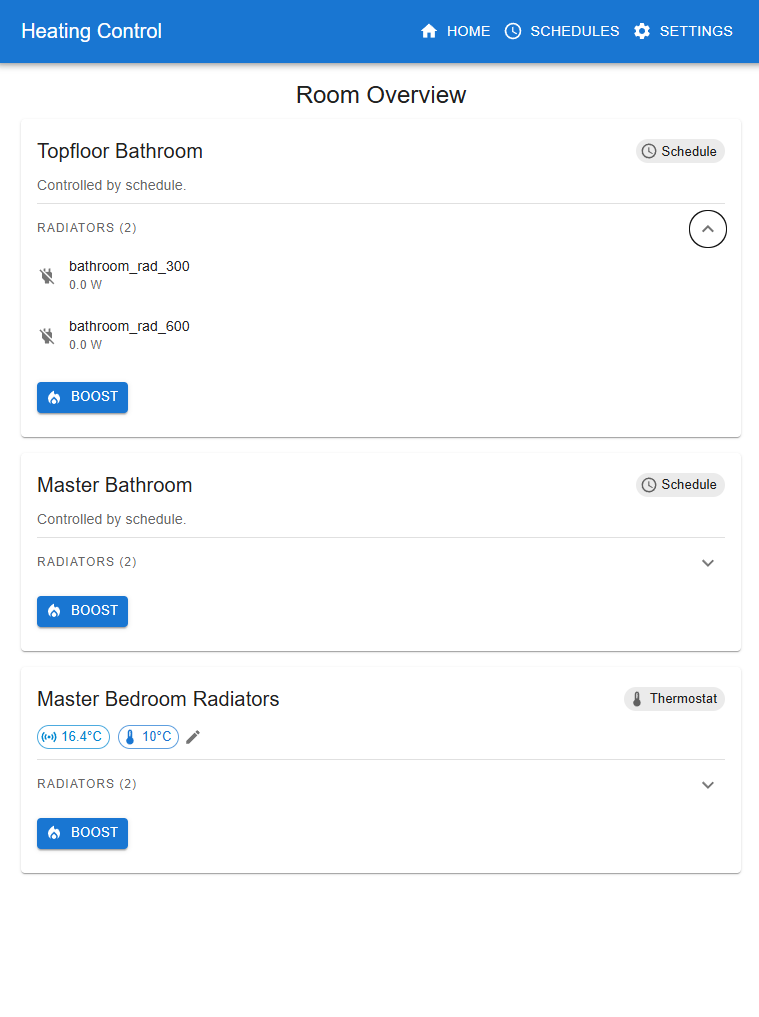 Heating Control HOME SCHEDULES SETTINGS
Room Overview
Topfloor Bathroom Schedule
Controlled by schedule.
RADIATORS (2)
bathroom_rad_300
0.0 W
bathroom_rad_600
0.0 W
BOOST
Master Bathroom Schedule
Controlled by schedule.
RADIATORS (2)
BOOST
Master Bedroom Radiators Thermostat
16.4°C 10°C
RADIATORS (2)
BOOST